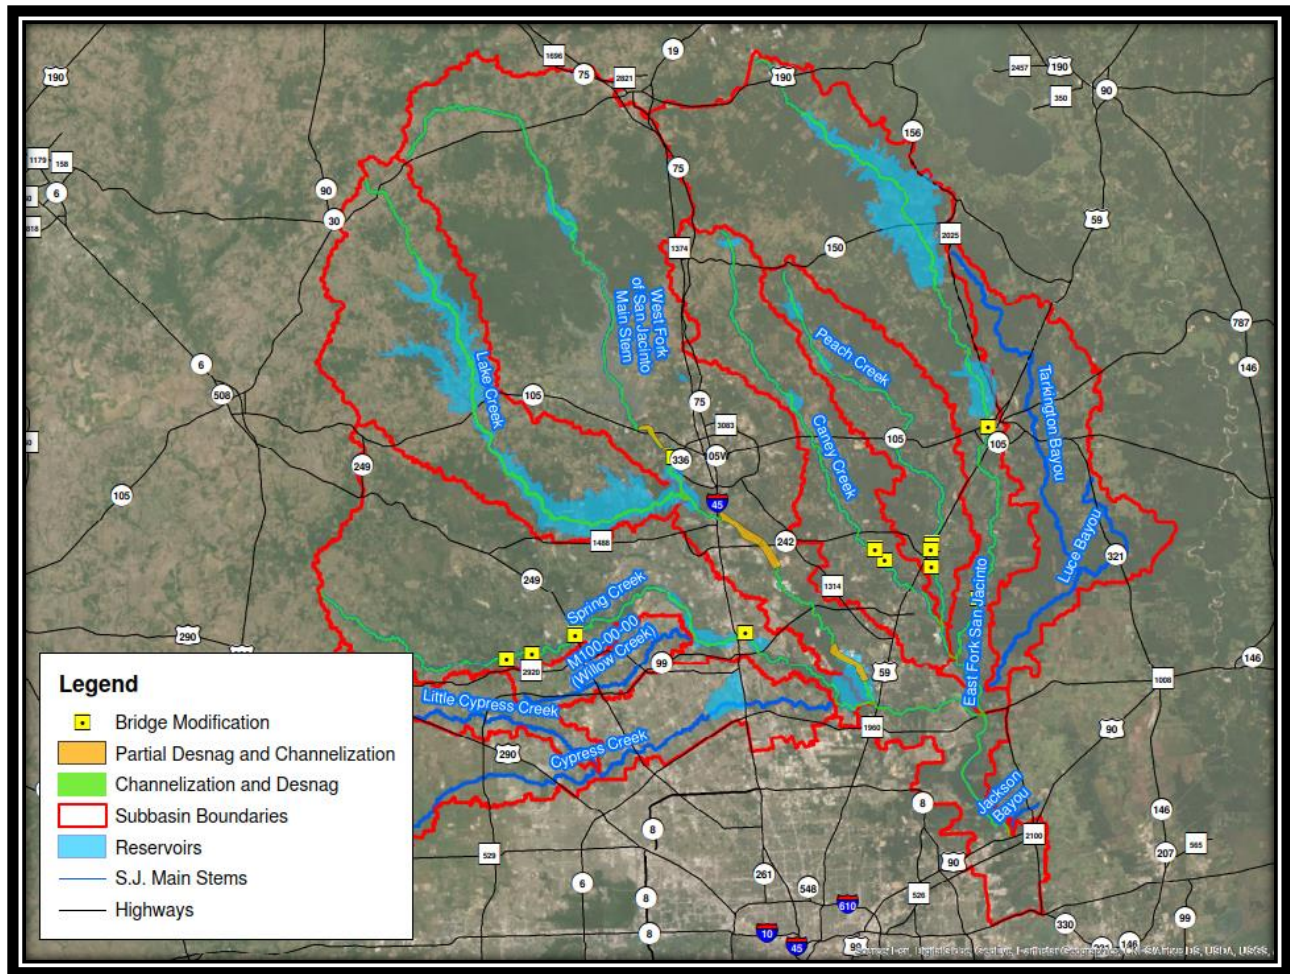 1696
19
75
2821
190
190
2457
190
350
90
156
1179
158
6
90
30
75
59
2025
1374
150
West Fork
of San Jacinto
Main Stem
Peach Creek
787
6
146
508
Lake Creek
105
75
3083
Caney Creek
105
105
Tarkington Bayou
249
336
105
45
1488
242
Luce Bayou
321
249
1314
Spring Creek
M100-00-00
(Willow Creek)
East Fork San Jacinto
290
2920
99
59
146
1008
Little Cypress Creek
290
Cypress Creek
1960
90
Jackson
Bayou
8
8
2100
146
529
90
207
565
6
261
548
526
8
610
8
10
45
330
99
146
Legend
Bridge Modification
Partial Desnag and Channelization
Channelization and Desnag
Subbasin Boundaries
Reservoirs
S.J. Main Stems
Highways